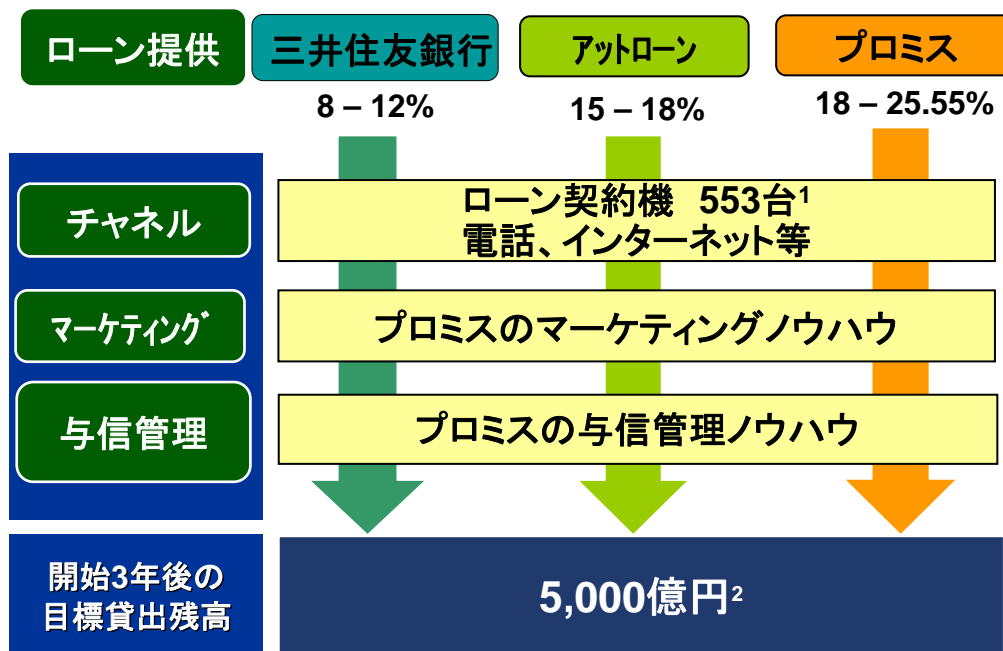 ローン提供
三井住友銀行
アットローン
プロミス
8 – 12%
15 – 18%
18 – 25.55%
チャネル
ローン契約機 553台¹
電話、インターネット等
マーケティング
プロミスのマーケティングノウハウ
与信管理
プロミスの与信管理ノウハウ
開始3年後の
目標貸出残高
5,000億円²